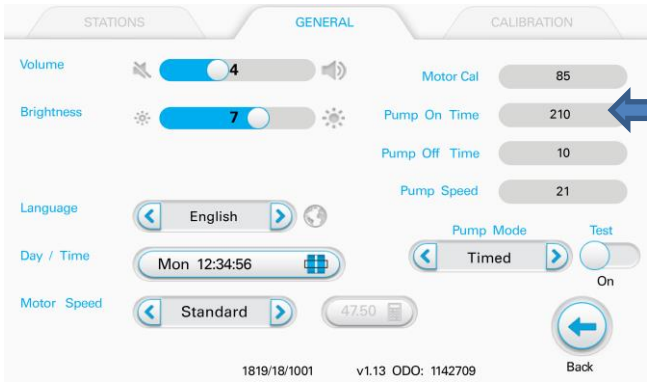 STATIONS GENERAL CALIBRATION
Volume 4
Motor Cal 85
Brightness 7
Pump On Time 210
Pump Off Time 10
Pump Speed 21
Language English
Pump Mode Test
Day / Time Mon 12:34:56
Timed
On
Motor Speed Standard 47.50
1819/18/1001 v1.13 ODO: 1142709 Back